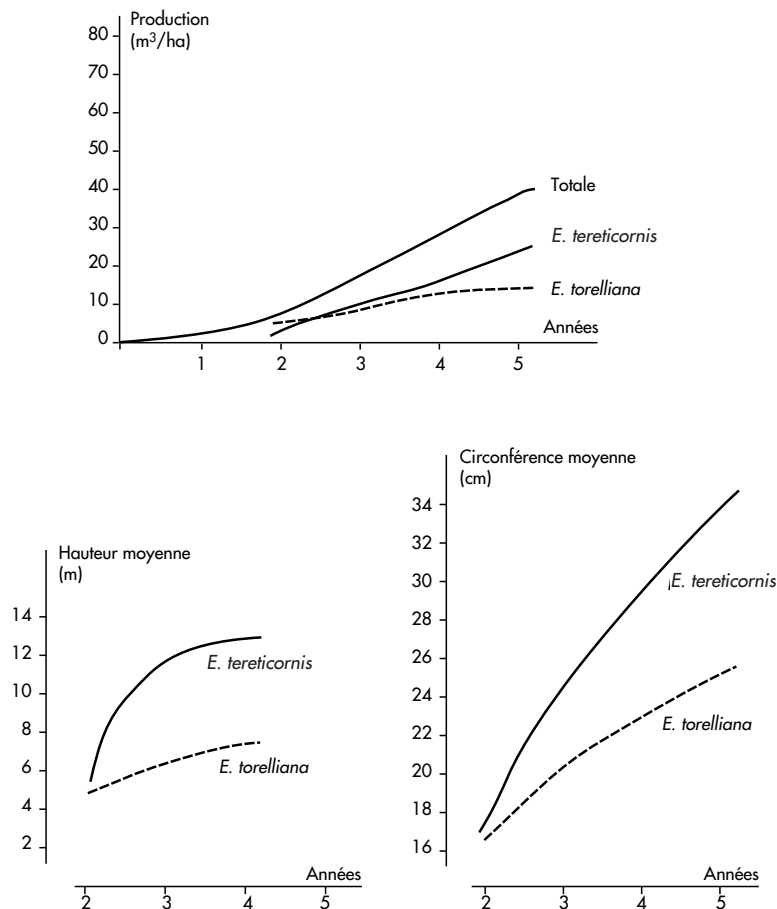 Production
(m³/ha)
80
70
60
50
40
30
20
10
0
Totale
E. tereticornis
E. torelliana
Années
1 2 3 4 5
Hauteur moyenne
(m)
14
12
10
8
6
4
2
E. tereticornis
E. torelliana
Années
2 3 4 5
Circonférence moyenne
(cm)
34
32
30
28
26
24
22
20
18
16
E. tereticornis
E. torelliana
Années
2 3 4 5